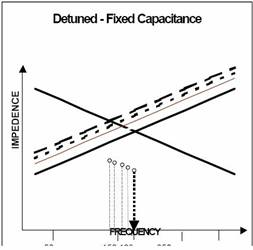 Detuned - Fixed Capacitance
IMPEDENCE
FREQUENCY